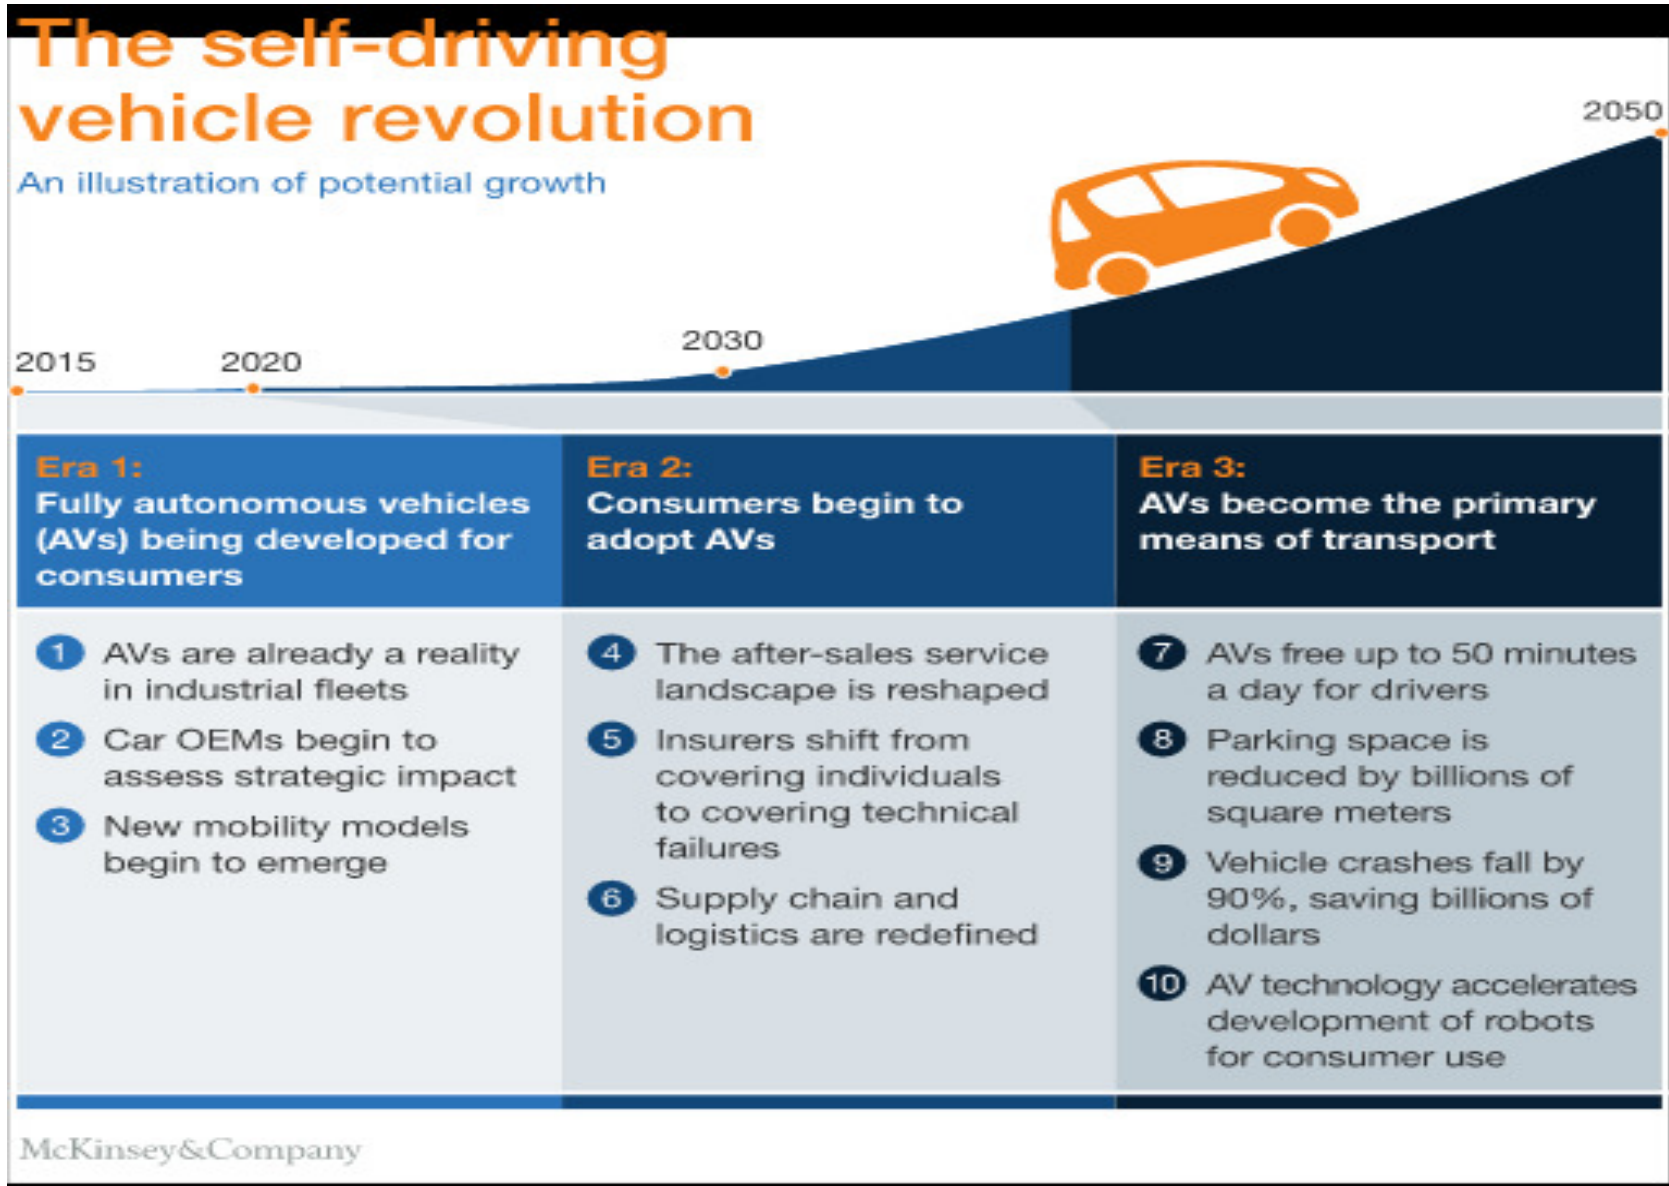 The self-driving
vehicle revolution
An illustration of potential growth
2015
2020
2030
2050
Era 1:
Fully autonomous vehicles
(AVs) being developed for
consumers
1 AVs are already a reality
in industrial fleets
2 Car OEMs begin to
assess strategic impact
3 New mobility models
begin to emerge
Era 2:
Consumers begin to
adopt AVs
4 The after-sales service
landscape is reshaped
5 Insurers shift from
covering individuals
to covering technical
failures
6 Supply chain and
logistics are redefined
Era 3:
AVs become the primary
means of transport
7 AVs free up to 50 minutes
a day for drivers
8 Parking space is
reduced by billions of
square meters
9 Vehicle crashes fall by
90%, saving billions of
dollars
10 AV technology accelerates
development of robots
for consumer use
McKinsey&Company